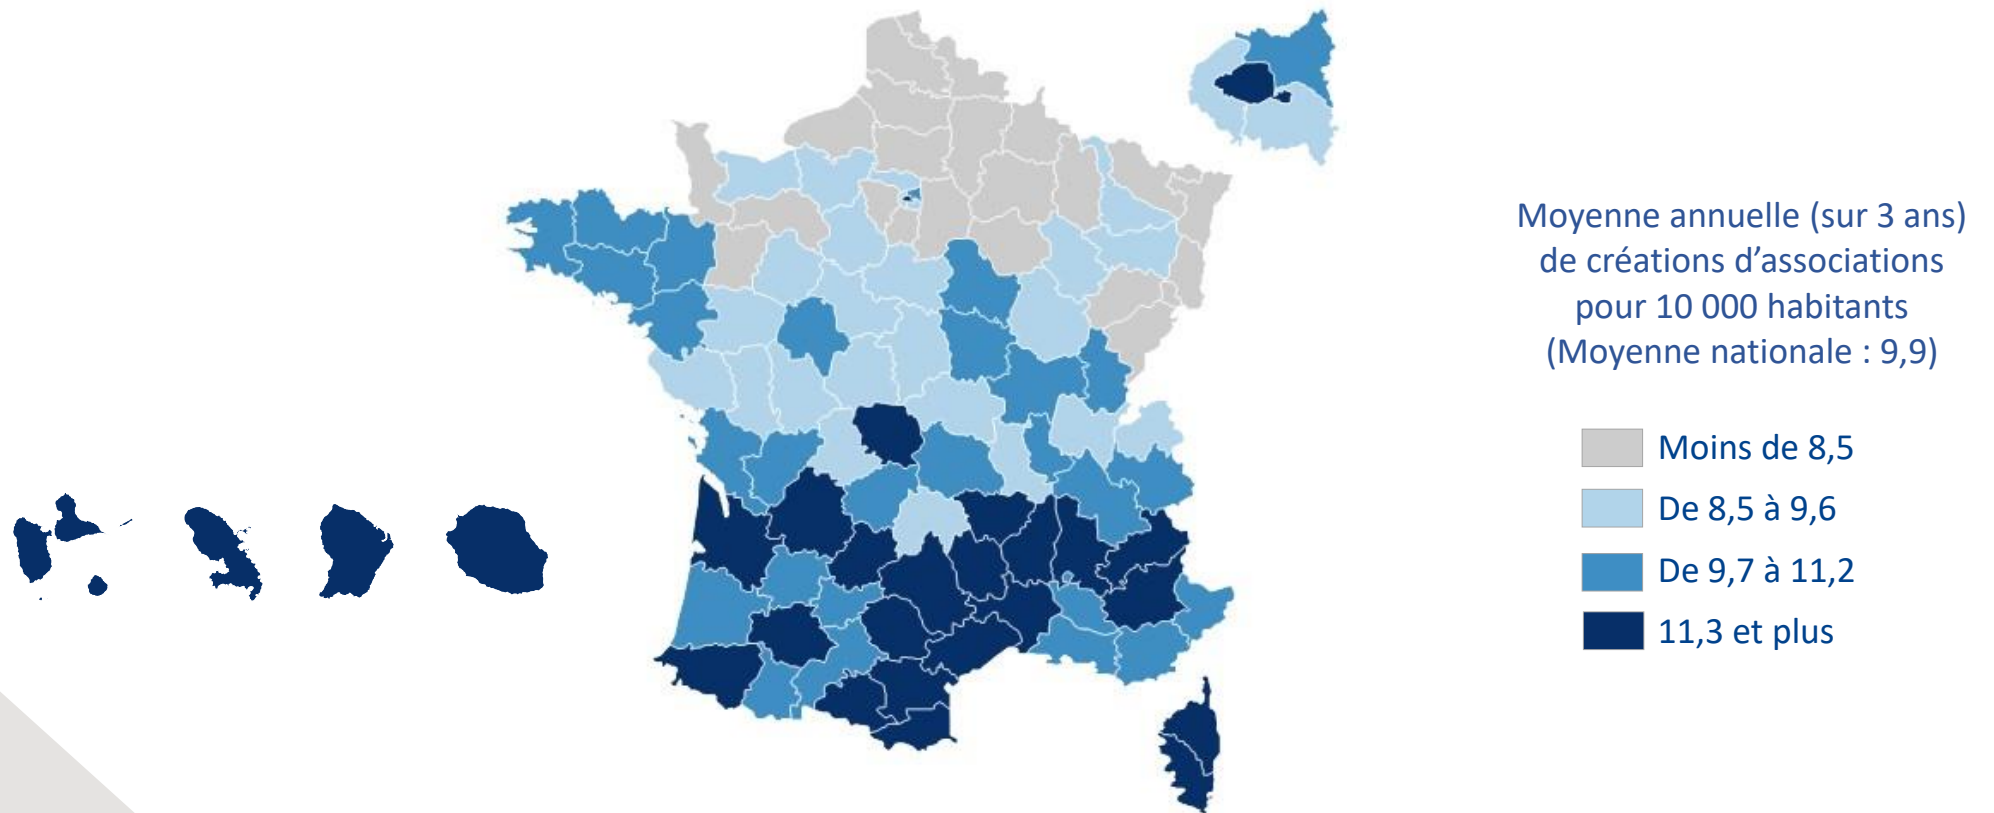 Moyenne annuelle (sur 3 ans)
de créations d’associations
pour 10 000 habitants
(Moyenne nationale : 9,9)
Moins de 8,5
De 8,5 à 9,6
De 9,7 à 11,2
11,3 et plus